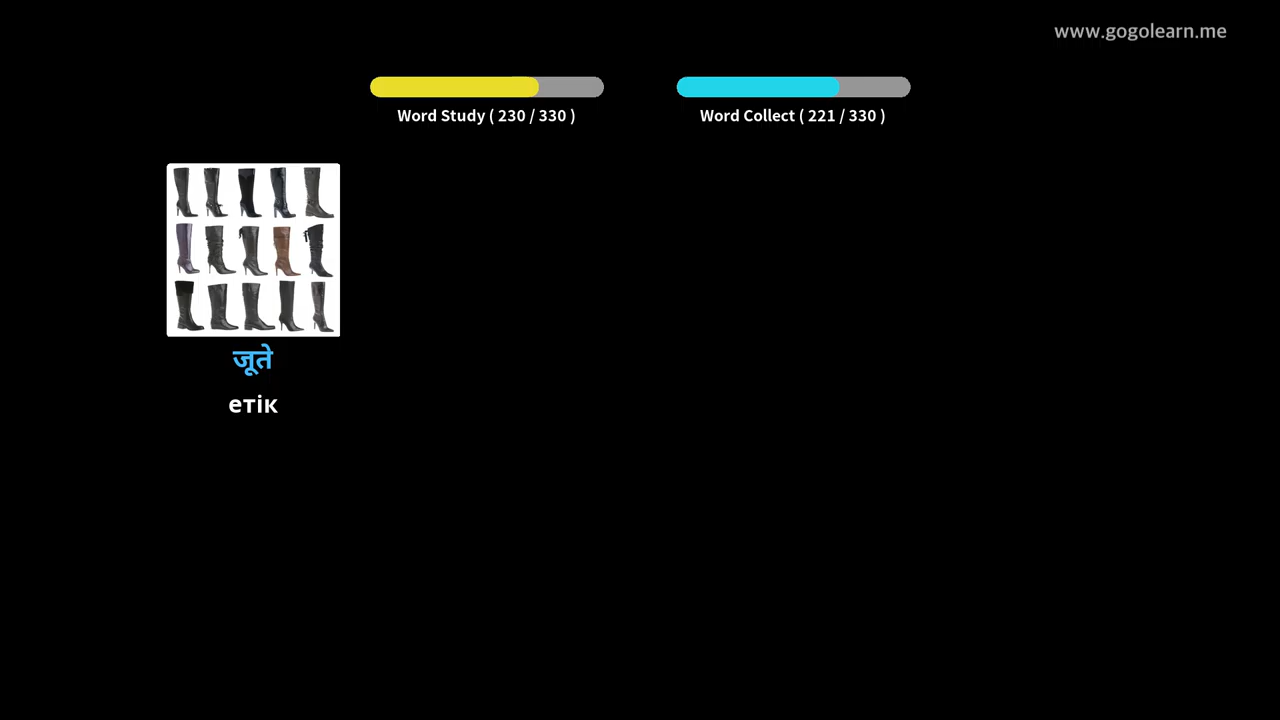 www.gogolearn.me
Word Study ( 230 / 330 )
Word Collect ( 221 / 330 )
जूते
етік